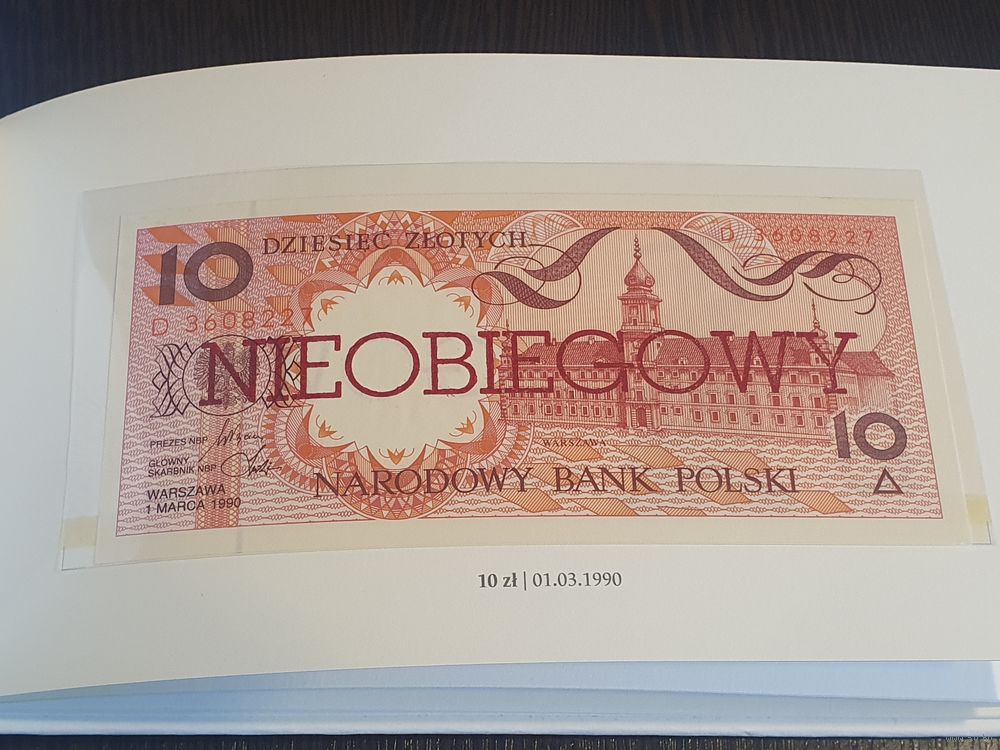 DZIESIĘĆ ZŁOTYCH
10
D 3608227
D 3608227
NIEOBIEGOWY
WARSZAWA
PREZES NBP
GŁÓWNY
SKARBNIK NBP
WARSZAWA
1 MARCA 1990
NARODOWY BANK POLSKI
10
10 zł | 01.03.1990